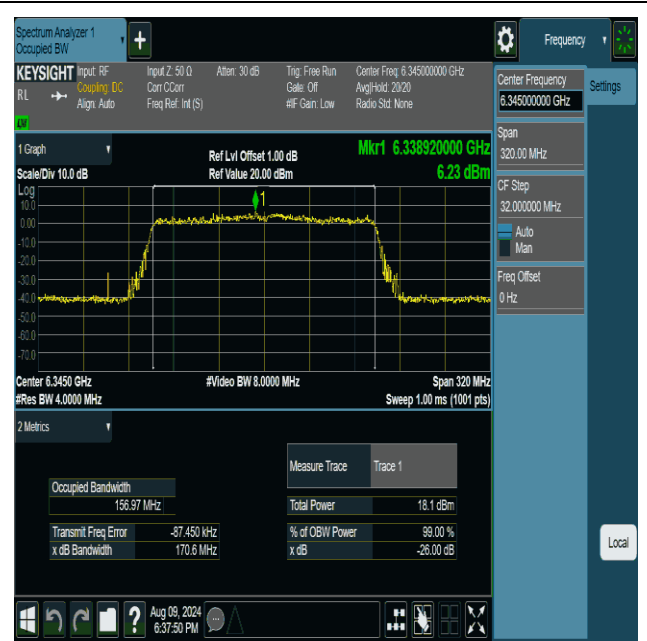 Spectrum Analyzer 1
Occupied BW
Frequency
KEYSIGHT Input: RF Input Z: 50 Ω Atten: 30 dB Trig: Free Run Center Freq: 6.345000000 GHz
RL Coupling: DC Corr CCorr Gate: Off Avg|Hold: 20/20
Align: Auto Freq Ref: Int (S) #IF Gain: Low Radio Std: None
LW
Center Frequency
6.345000000 GHz
Settings
Span
320.00 MHz
CF Step
32.000000 MHz
Auto
Man
Freq Offset
0 Hz
Local
1 Graph
Ref Lvl Offset 1.00 dB
Mkr1 6.338920000 GHz
Scale/Div 10.0 dB Ref Value 20.00 dBm 6.23 dBm
Log
10.0
0.00
-10.0
-20.0
-30.0
-40.0
-50.0
-60.0
-70.0
1
Center 6.3450 GHz #Video BW 8.0000 MHz Span 320 MHz
#Res BW 4.0000 MHz Sweep 1.00 ms (1001 pts)
2 Metrics
Measure Trace Trace 1
Occupied Bandwidth
156.97 MHz
Total Power 18.1 dBm
Transmit Freq Error -87.450 kHz % of OBW Power 99.00 %
x dB Bandwidth 170.6 MHz x dB -26.00 dB
Aug 09, 2024
6:37:50 PM